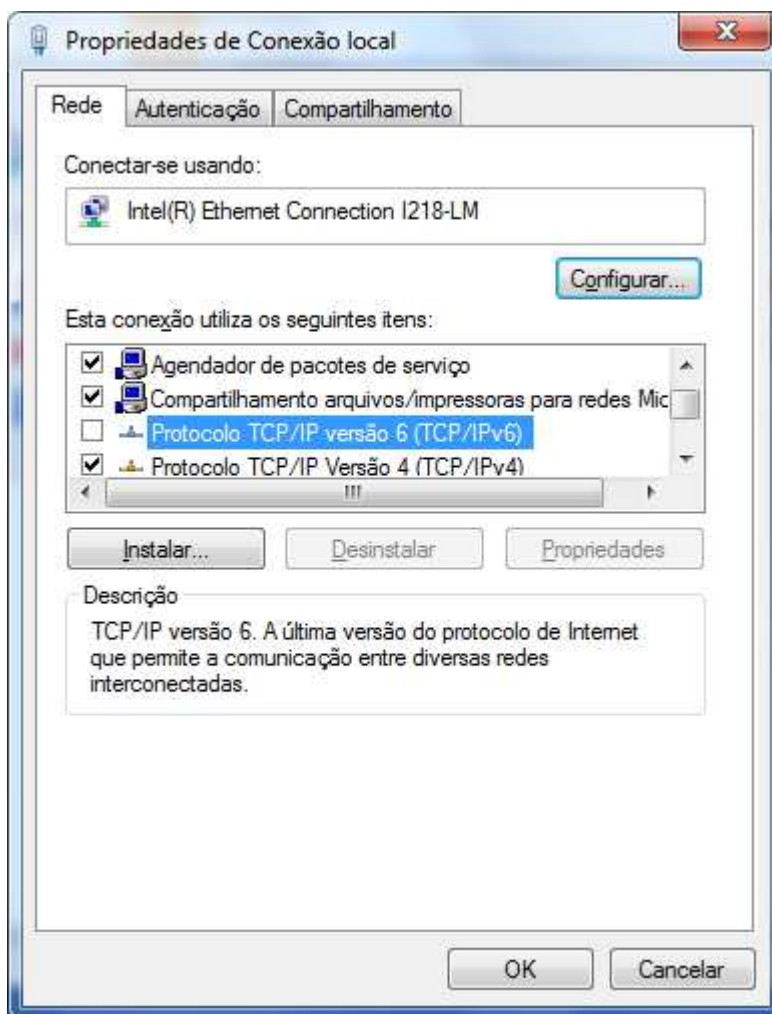 Propriedades de Conexão local
Rede
Autenticação
Compartilhamento
Conectar-se usando:
Intel(R) Ethernet Connection I218-LM
Configurar...
Esta conexão utiliza os seguintes itens:
Agendador de pacotes de serviço
Compartilhamento arquivos/impressoras para redes Mic
Protocolo TCP/IP versão 6 (TCP/IPv6)
Protocolo TCP/IP Versão 4 (TCP/IPv4)
Instalar...
Desinstalar
Propriedades
Descrição
TCP/IP versão 6. A última versão do protocolo de Internet
que permite a comunicação entre diversas redes
interconectadas.
OK
Cancelar